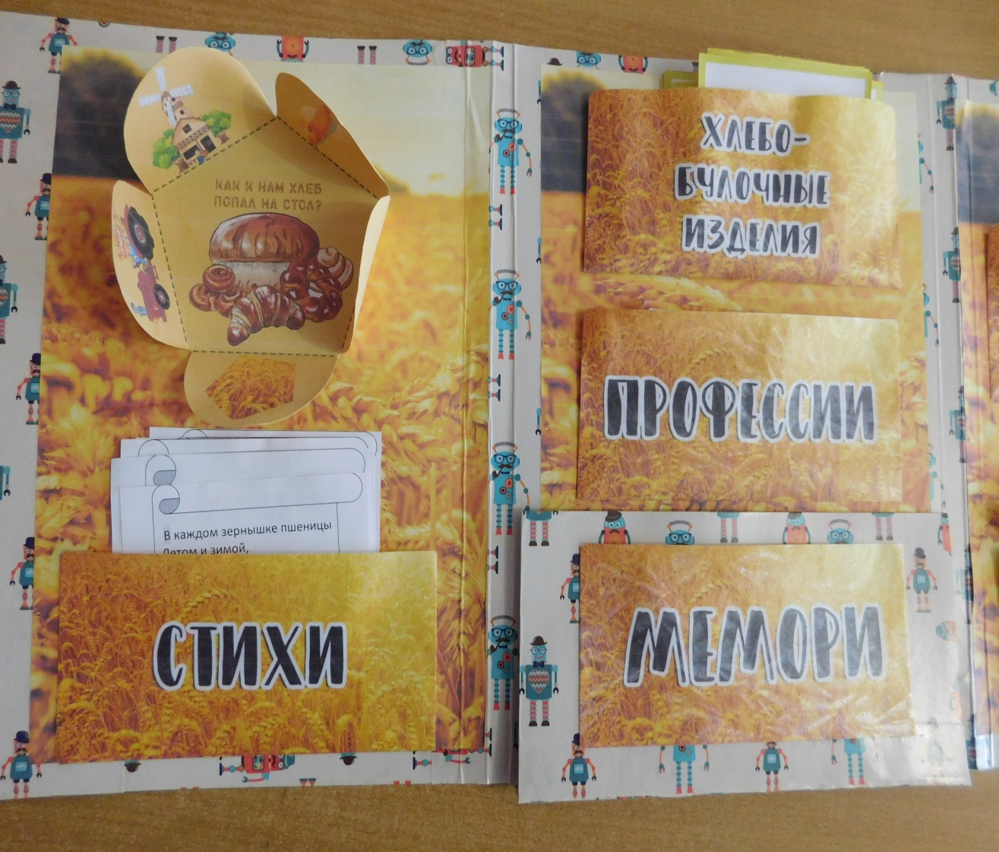 КАК К НАМ ХЛЕБ
ПОПАЛ НА СТОЛ?
В каждом зернышке пшеницы
Летом и зимой,
СТИХИ
ХЛЕБО-
БУЛОЧНЫЕ
ИЗДЕЛИЯ
ПРОФЕССИИ
МЕМОРИ